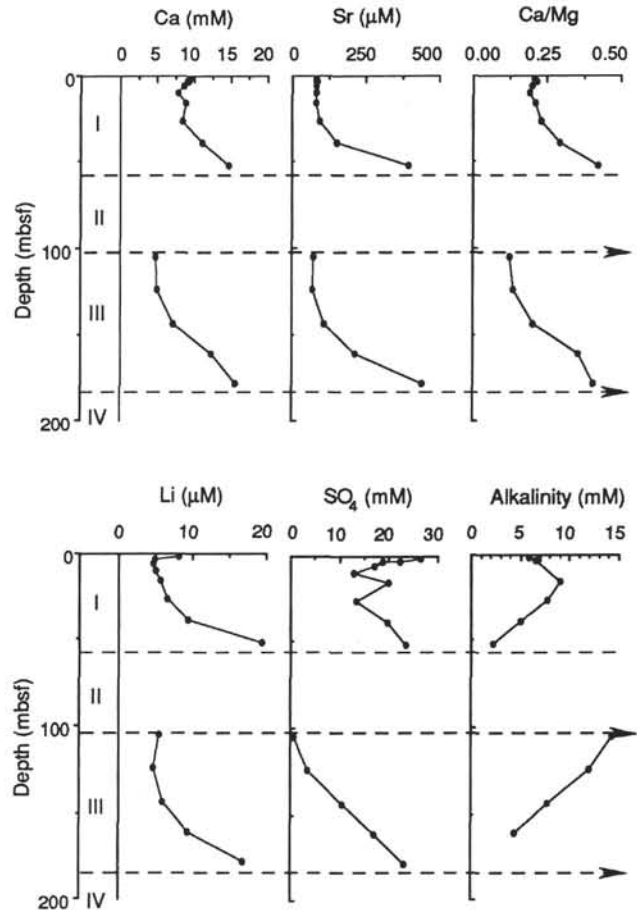 Ca (mM) Sr (µM) Ca/Mg
0 5 10 15 20 0 250 500 0.00 0.25 0.50
0
I
II
100
III
IV
200
Depth (mbsf)
Li (µM) SO4 (mM) Alkalinity (mM)
0 10 20 0 10 20 30 0 5 10 15
0
I
II
100
III
200
IV
Depth (mbsf)